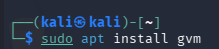 ┌──(kali㉿kali)-[~]
└─$ sudo apt install gvm